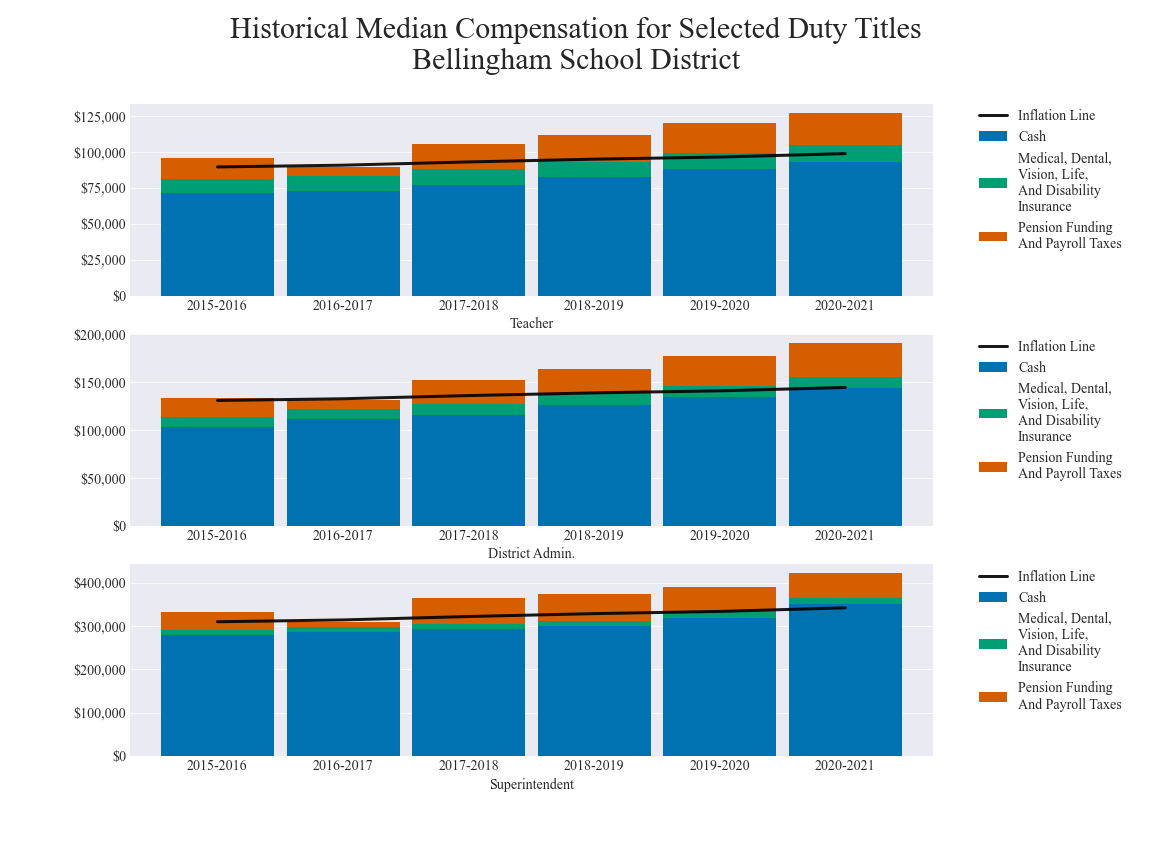 Historical Median Compensation for Selected Duty Titles
Bellingham School District
$125,000
$100,000
$75,000
$50,000
$25,000
$0
2015-2016
2016-2017
2017-2018
2018-2019
2019-2020
2020-2021
Teacher
Inflation Line
Cash
Medical, Dental,
Vision, Life,
And Disability
Insurance
Pension Funding
And Payroll Taxes
$200,000
$150,000
$100,000
$50,000
$0
2015-2016
2016-2017
2017-2018
2018-2019
2019-2020
2020-2021
District Admin.
Inflation Line
Cash
Medical, Dental,
Vision, Life,
And Disability
Insurance
Pension Funding
And Payroll Taxes
$400,000
$300,000
$200,000
$100,000
$0
2015-2016
2016-2017
2017-2018
2018-2019
2019-2020
2020-2021
Superintendent
Inflation Line
Cash
Medical, Dental,
Vision, Life,
And Disability
Insurance
Pension Funding
And Payroll Taxes